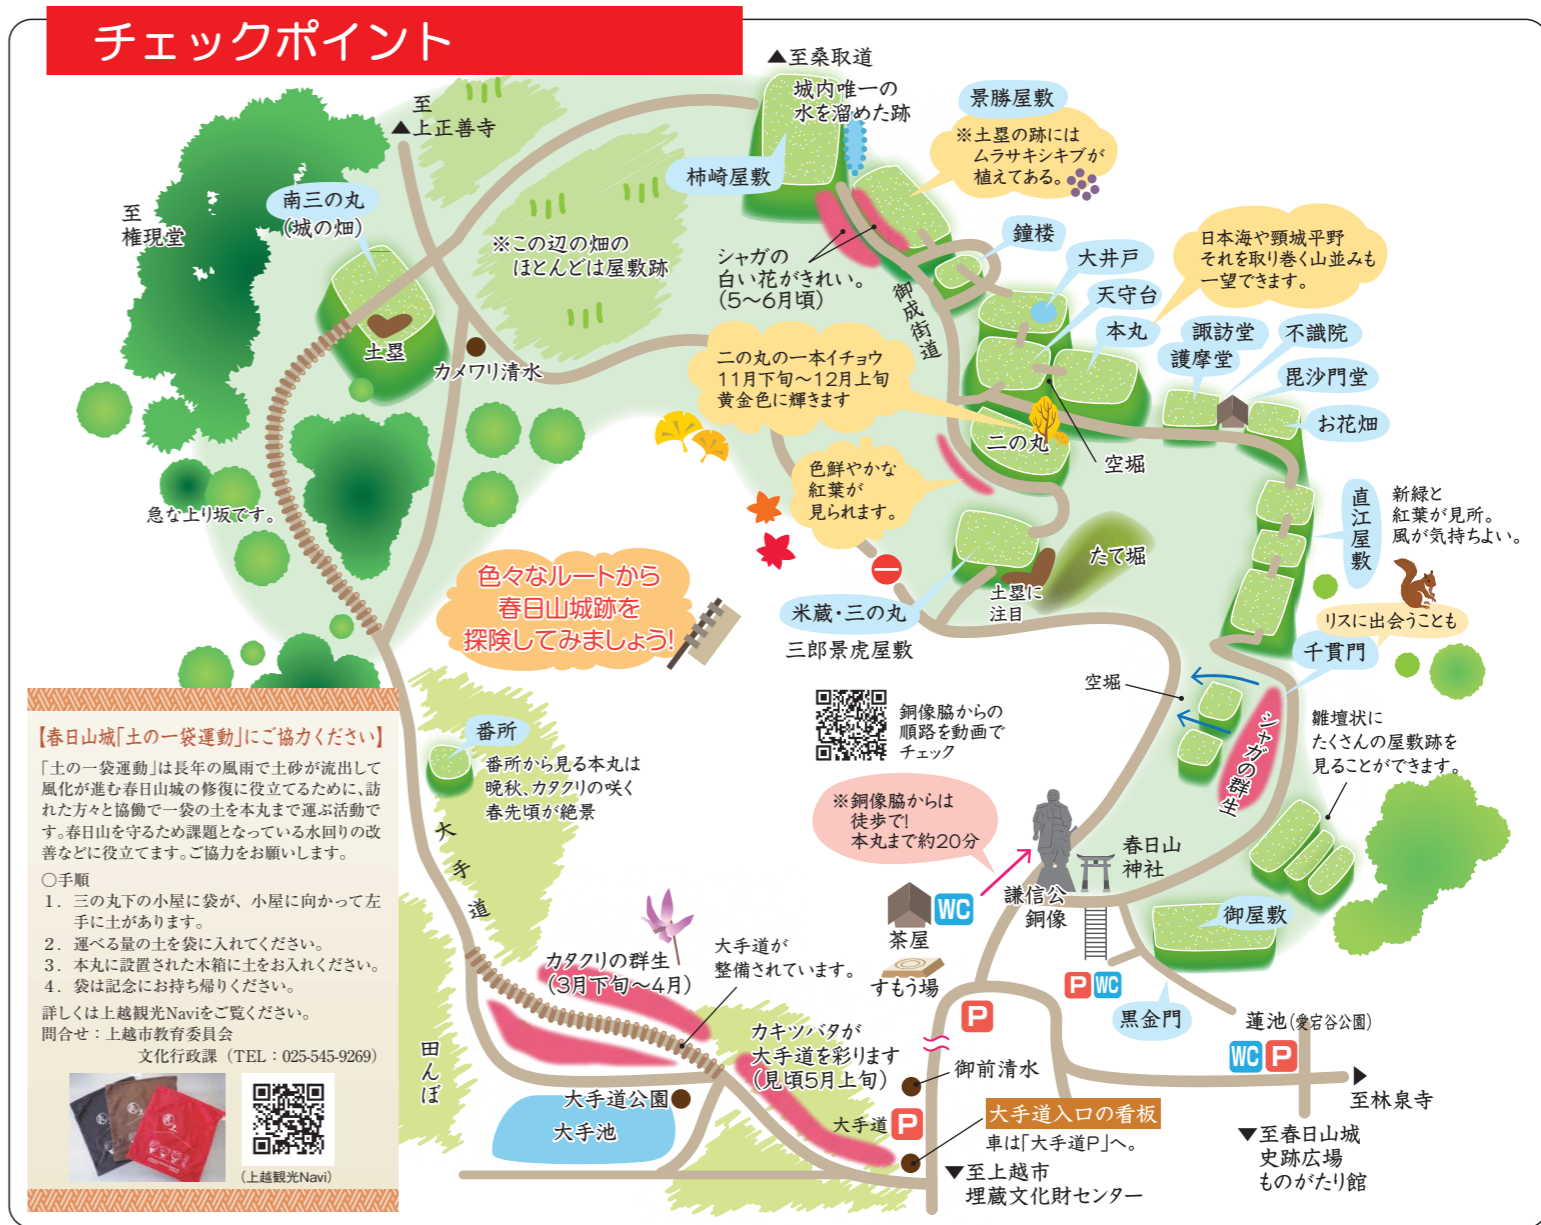 チェックポイント
▲至桑取道
城内唯一の
水を溜めた跡
景勝屋敷
※土塁の跡には
ムラサキシキブが
植えてある。
至
▲上正善寺
柿崎屋敷
南三の丸
(城の畑)
至
権現堂
※この辺の畑の
ほとんどは屋敷跡
シャガの
白い花がきれい。
(5〜6月頃)
御成街道
鐘楼
大井戸
天守台
本丸
日本海や頸城平野
それを取り巻く山並みも
一望できます。
諏訪堂
護摩堂
不識院
毘沙門堂
お花畑
土塁
カメワリ清水
二の丸の一本イチョウ
11月下旬〜12月上旬
黄金色に輝きます
二の丸
空堀
色鮮やかな
紅葉が
見られます。
直江屋敷
新緑と
紅葉が見所。
風が気持ちよい。
急な上り坂です。
たて堀
色々なルートから
春日山城跡を
探険してみましょう!
米蔵・三の丸
三郎景虎屋敷
土塁に
注目
リスに出会うことも
千貫門
空堀
シャガの群生
雛壇状に
たくさんの屋敷跡を
見ることができます。
銅像脇からの
順路を動画で
チェック
番所
番所から見る本丸は
晩秋、カタクリの咲く
春先頃が絶景
※銅像脇からは
徒歩で!
本丸まで約20分
大手道
春日山
神社
謙信公
銅像
御屋敷
茶屋
WC
すもう場
P
P WC
黒金門
蓮池(愛宕谷公園)
WC P
▶
至林泉寺
カタクリの群生
(3月下旬〜4月)
大手道が
整備されています。
カキツバタが
大手道を彩ります
(見頃5月上旬)
御前清水
田んぼ
大手道公園
大手池
大手道 P
大手道入口の看板
車は「大手道P」へ。
▼至上越市
埋蔵文化財センター
▼至春日山城
史跡広場
ものがたり館
【春日山城「土の一袋運動」にご協力ください】
「土の一袋運動」は長年の風雨で土砂が流出して
風化が進む春日山城の修復に役立てるために、訪
れた方々と協働で一袋の土を本丸まで運ぶ活動で
す。春日山を守るため課題となっている水回りの改
善などに役立てます。ご協力をお願いします。
○手順
1. 三の丸下の小屋に袋が、小屋に向かって左
手に土があります。
2. 運べる量の土を袋に入れてください。
3. 本丸に設置された木箱に土をお入れください。
4. 袋は記念にお持ち帰りください。
詳しくは上越観光Naviをご覧ください。
問合せ:上越市教育委員会
文化行政課(TEL:025-545-9269)
(上越観光Navi)